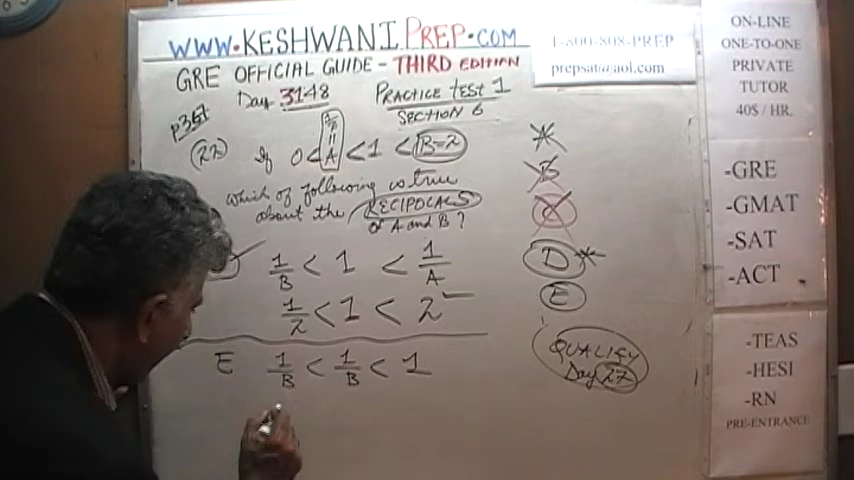 WWW.KESHWANIPREP.COM
1-800-808-PREP
prepsat@aol.com
GRE OFFICIAL GUIDE - THIRD EDITION
Day 3148 PRACTICE TEST 1
SECTION 6
p367
22 If 0 < A = 1/2 < 1 < B=2
which of following is true
about the RECIPOCALS
of A and B?
1/B < 1 < 1/A
1/2 < 1 < 2
E 1/B < 1/B < 1
A
B
C
D *
E
QUALIFY
Day 27
ON-LINE
ONE-TO-ONE
PRIVATE
TUTOR
40$ / HR.
-GRE
-GMAT
-SAT
-ACT
-TEAS
-HESI
-RN
PRE-ENTRANCE